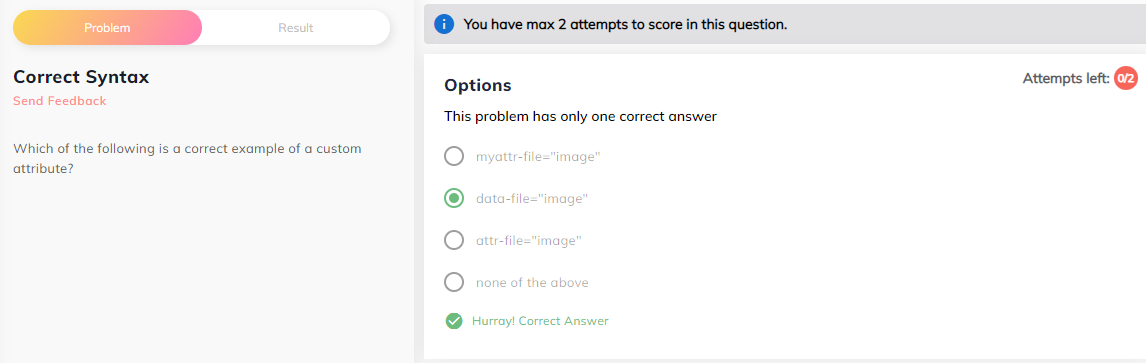 Problem
Result
Correct Syntax
Send Feedback
Which of the following is a correct example of a custom
attribute?
You have max 2 attempts to score in this question.
Options
Attempts left: 0/2
This problem has only one correct answer
myattr-file="image"
data-file="image"
attr-file="image"
none of the above
Hurray! Correct Answer